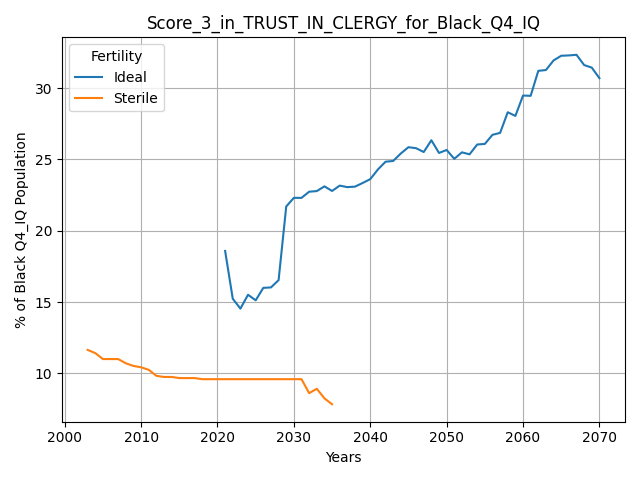 Score_3_in_TRUST_IN_CLERGY_for_Black_Q4_IQ
Fertility
Ideal
Sterile
% of Black Q4_IQ Population
30
25
20
15
10
2000 2010 2020 2030 2040 2050 2060 2070
Years